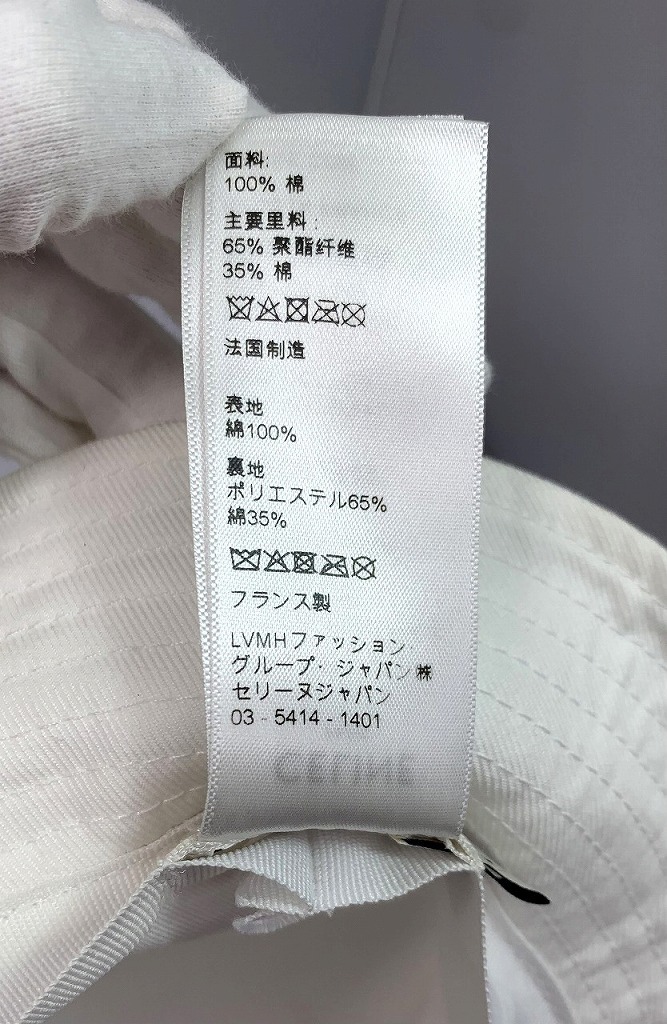 面料:
100% 棉
主要里料:
65% 聚酯纤维
35% 棉
法国制造
表地
綿100%
裏地
ポリエステル65%
綿35%
フランス製
LVMHファッション・
グループ・ジャパン㈱
セリーヌジャパン
03 - 5414 - 1401
CELINE